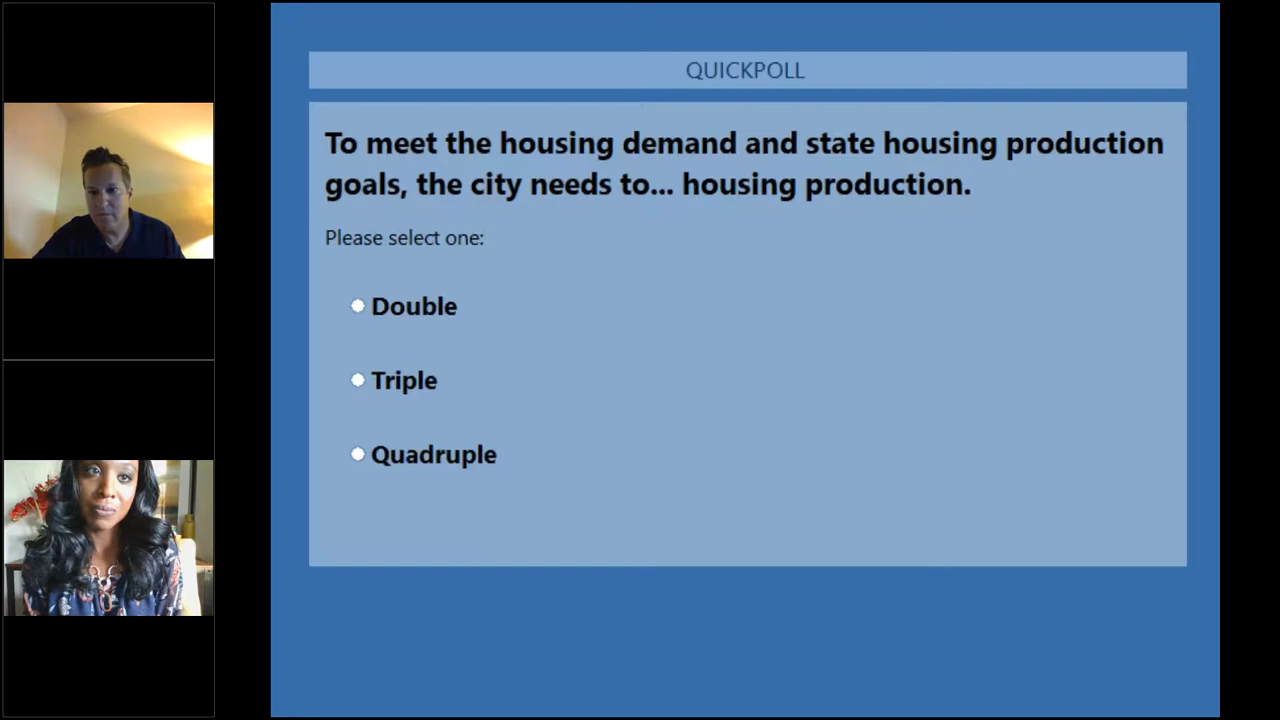 QUICKPOLL
To meet the housing demand and state housing production
goals, the city needs to... housing production.
Please select one:
Double
Triple
Quadruple